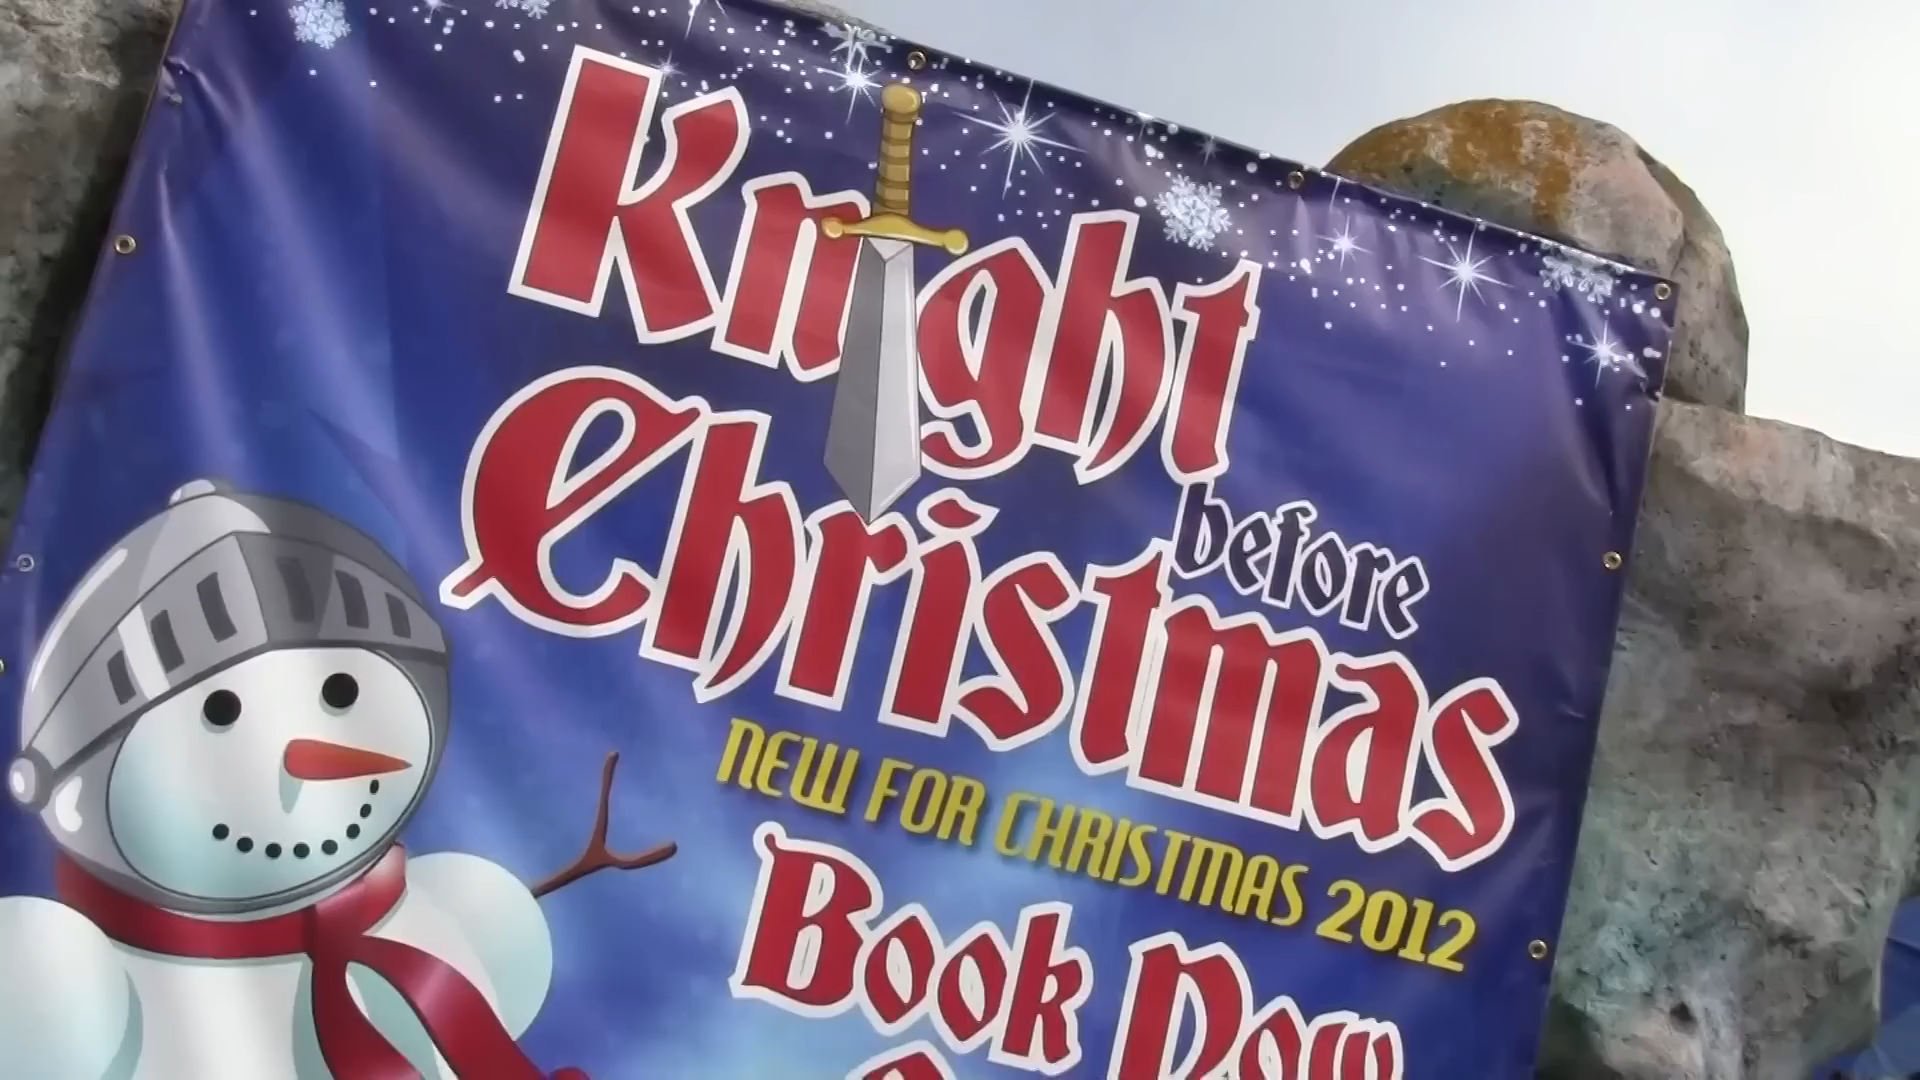 Knight
before
Christmas
NEW FOR CHRISTMAS 2012
Book Now